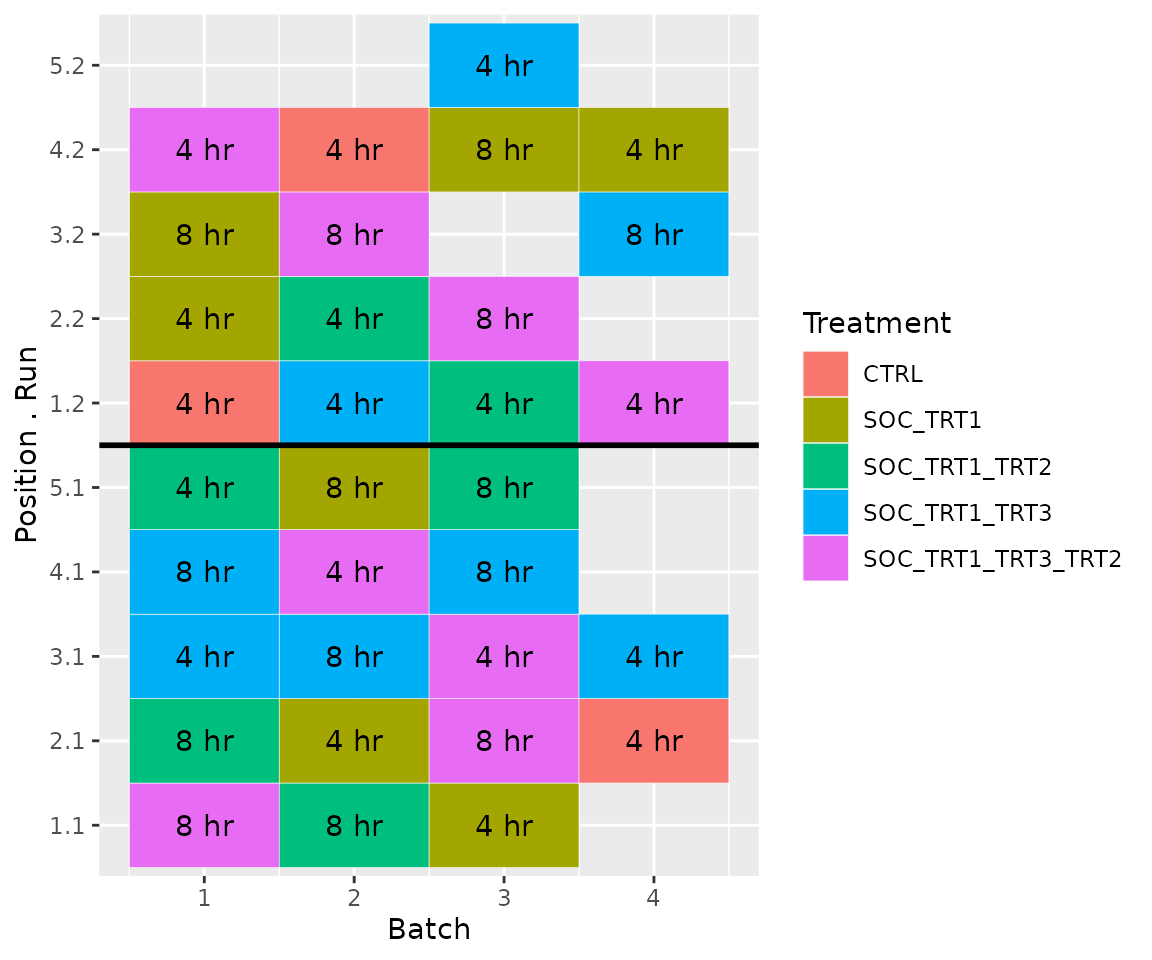 5.2 4 hr
4.2 4 hr 4 hr 8 hr 4 hr
3.2 8 hr 8 hr 8 hr
2.2 4 hr 4 hr 8 hr
1.2 4 hr 4 hr 4 hr 4 hr
5.1 4 hr 8 hr 8 hr
4.1 8 hr 4 hr 8 hr
3.1 4 hr 8 hr 4 hr 4 hr
2.1 8 hr 4 hr 8 hr 4 hr
1.1 8 hr 8 hr 4 hr
1 2 3 4
Batch
Position . Run
Treatment
CTRL
SOC_TRT1
SOC_TRT1_TRT2
SOC_TRT1_TRT3
SOC_TRT1_TRT3_TRT2